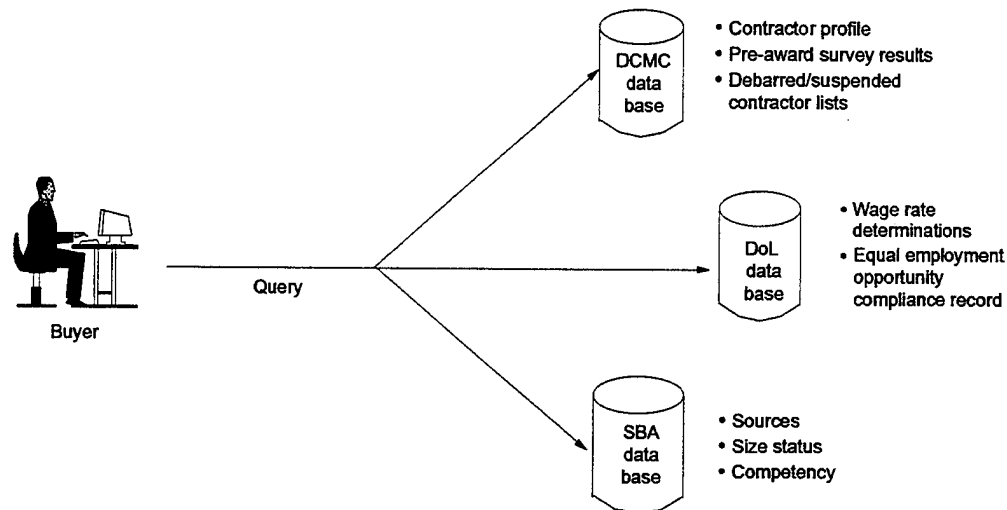 DCMC
data
base
• Contractor profile
• Pre-award survey results
• Debarred/suspended
contractor lists
Buyer
Query
DoL
data
base
• Wage rate
determinations
• Equal employment
opportunity
compliance record
SBA
data
base
• Sources
• Size status
• Competency